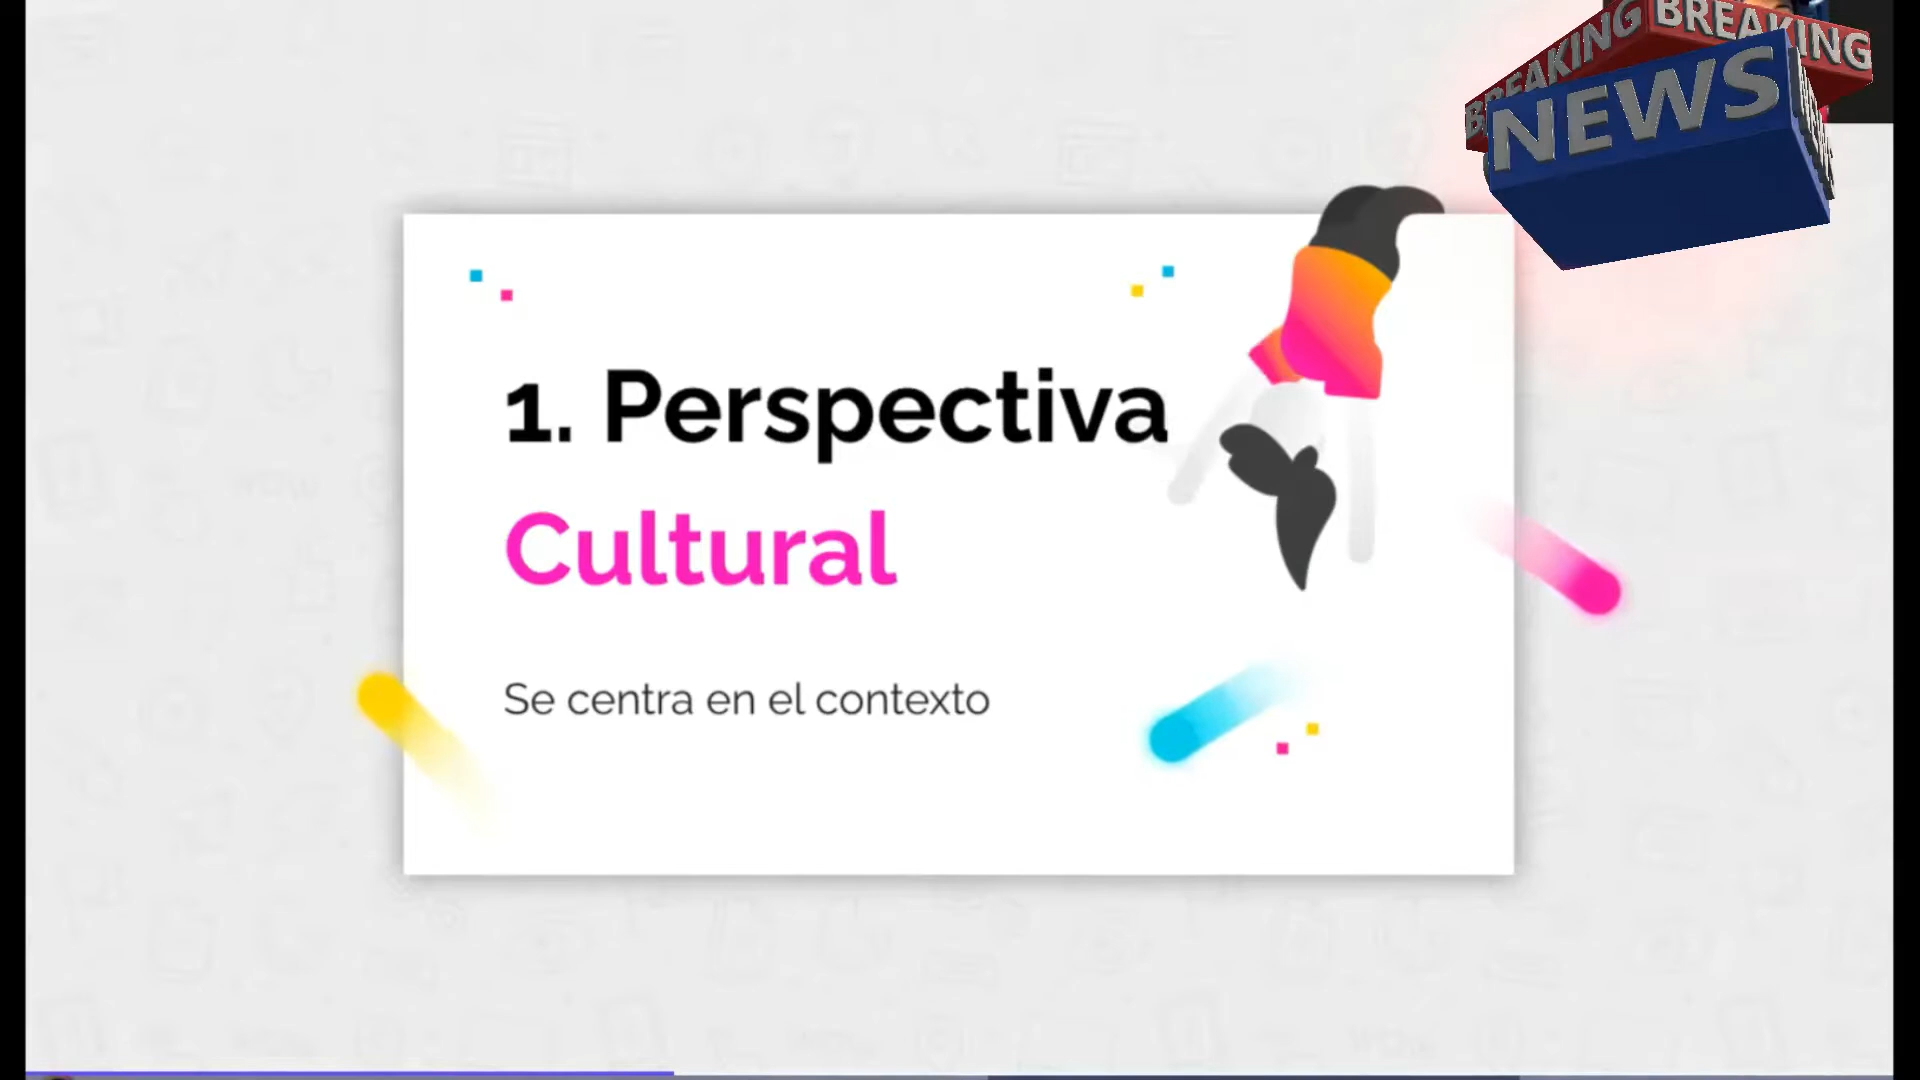 BREAKING BREAKING
NEWS
1. Perspectiva
Cultural
Se centra en el contexto